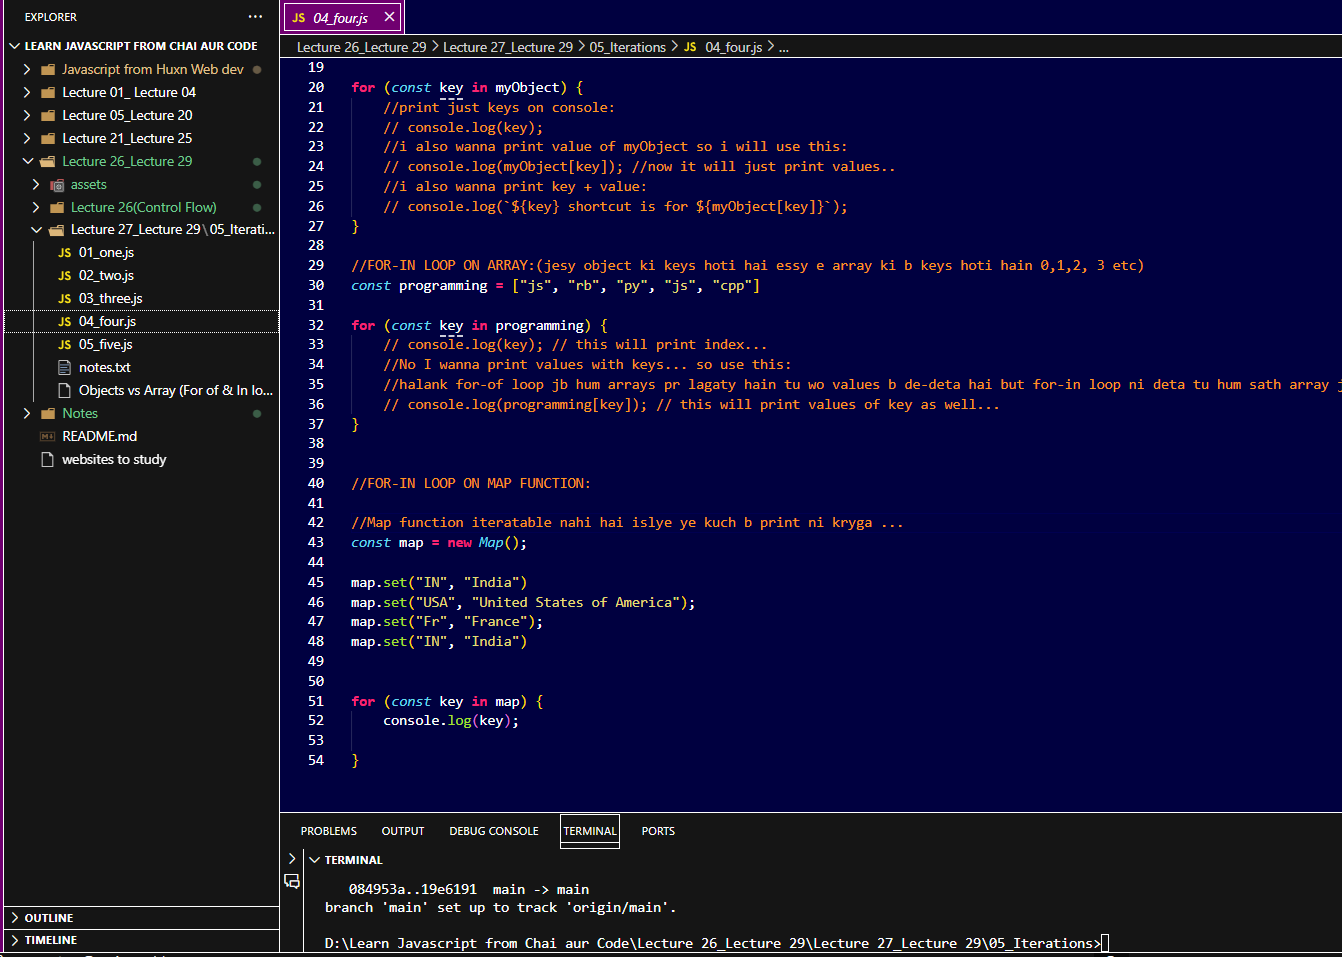 EXPLORER
LEARN JAVASCRIPT FROM CHAI AUR CODE
Javascript from Huxn Web dev
Lecture 01_ Lecture 04
Lecture 05_Lecture 20
Lecture 21_Lecture 25
Lecture 26_Lecture 29
assets
Lecture 26(Control Flow)
Lecture 27_Lecture 29\05_Iterati...
JS 01_one.js
JS 02_two.js
JS 03_three.js
JS 04_four.js
JS 05_five.js
notes.txt
Objects vs Array (For of & In lo...
Notes
README.md
websites to study
OUTLINE
TIMELINE
JS 04_four.js
Lecture 26_Lecture 29 > Lecture 27_Lecture 29 > 05_Iterations > JS 04_four.js > ...
19
20 for (const key in myObject) {
21 //print just keys on console:
22 // console.log(key);
23 //i also wanna print value of myObject so i will use this:
24 // console.log(myObject[key]); //now it will just print values..
25 //i also wanna print key + value:
26 // console.log(`${key} shortcut is for ${myObject[key]}`);
27 }
28
29 //FOR-IN LOOP ON ARRAY:(jesy object ki keys hoti hai essy e array ki b keys hoti hain 0,1,2, 3 etc)
30 const programming = ["js", "rb", "py", "js", "cpp"]
31
32 for (const key in programming) {
33 // console.log(key); // this will print index...
34 //No I wanna print values with keys... so use this:
35 //halank for-of loop jb hum arrays pr lagaty hain tu wo values b de-deta hai but for-in loop ni deta tu hum sath array
36 // console.log(programming[key]); // this will print values of key as well...
37 }
38
39
40 //FOR-IN LOOP ON MAP FUNCTION:
41
42 //Map function iteratable nahi hai islye ye kuch b print ni kryga ...
43 const map = new Map();
44
45 map.set("IN", "India")
46 map.set("USA", "United States of America");
47 map.set("Fr", "France");
48 map.set("IN", "India")
49
50
51 for (const key in map) {
52 console.log(key);
53
54 }
PROBLEMS OUTPUT DEBUG CONSOLE TERMINAL PORTS
TERMINAL
084953a..19e6191 main -> main
branch 'main' set up to track 'origin/main'.
D:\Learn Javascript from Chai aur Code\Lecture 26_Lecture 29\Lecture 27_Lecture 29\05_Iterations>